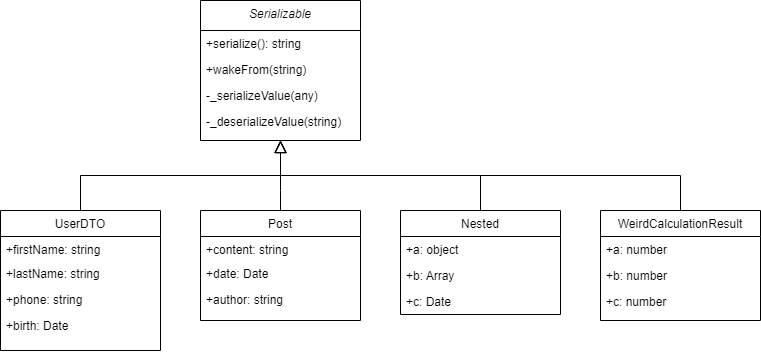 Serializable
+serialize(): string
+wakeFrom(string)
-_serializeValue(any)
-_deserializeValue(string)
UserDTO
+firstName: string
+lastName: string
+phone: string
+birth: Date
Post
+content: string
+date: Date
+author: string
Nested
+a: object
+b: Array
+c: Date
WeirdCalculationResult
+a: number
+b: number
+c: number